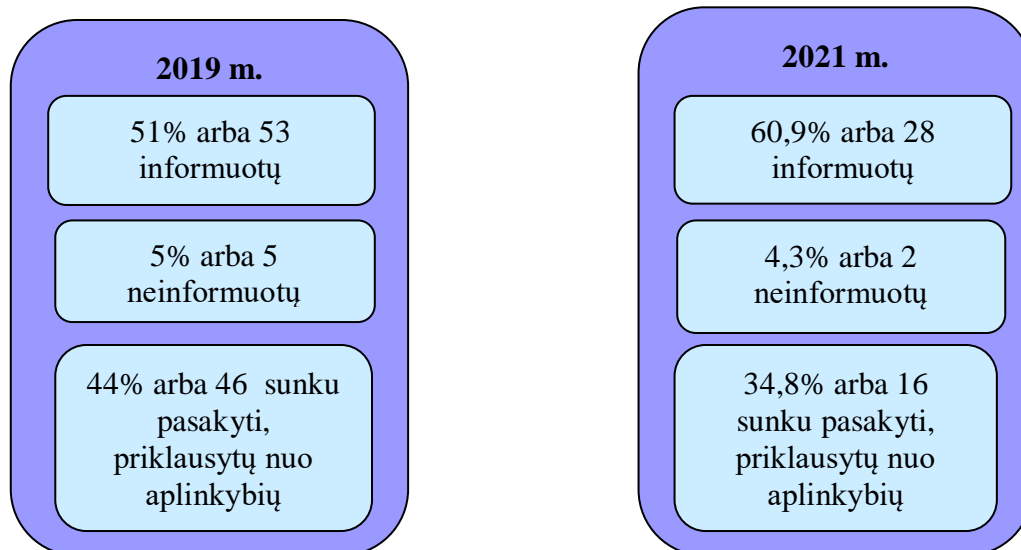 2019 m.
51% arba 53
informuotų
5% arba 5
neinformuotų
44% arba 46 sunku
pasakyti,
priklausytų nuo
aplinkybių
2021 m.
60,9% arba 28
informuotų
4,3% arba 2
neinformuotų
34,8% arba 16
sunku pasakyti,
priklausytų nuo
aplinkybių